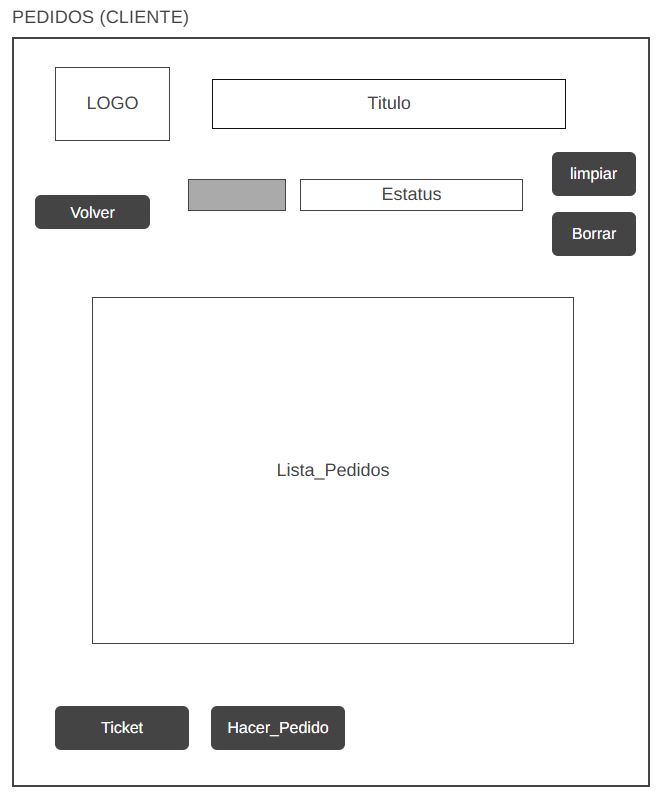 PEDIDOS (CLIENTE)
LOGO
Titulo
limpiar
Estatus
Volver
Borrar
Lista_Pedidos
Ticket
Hacer_Pedido